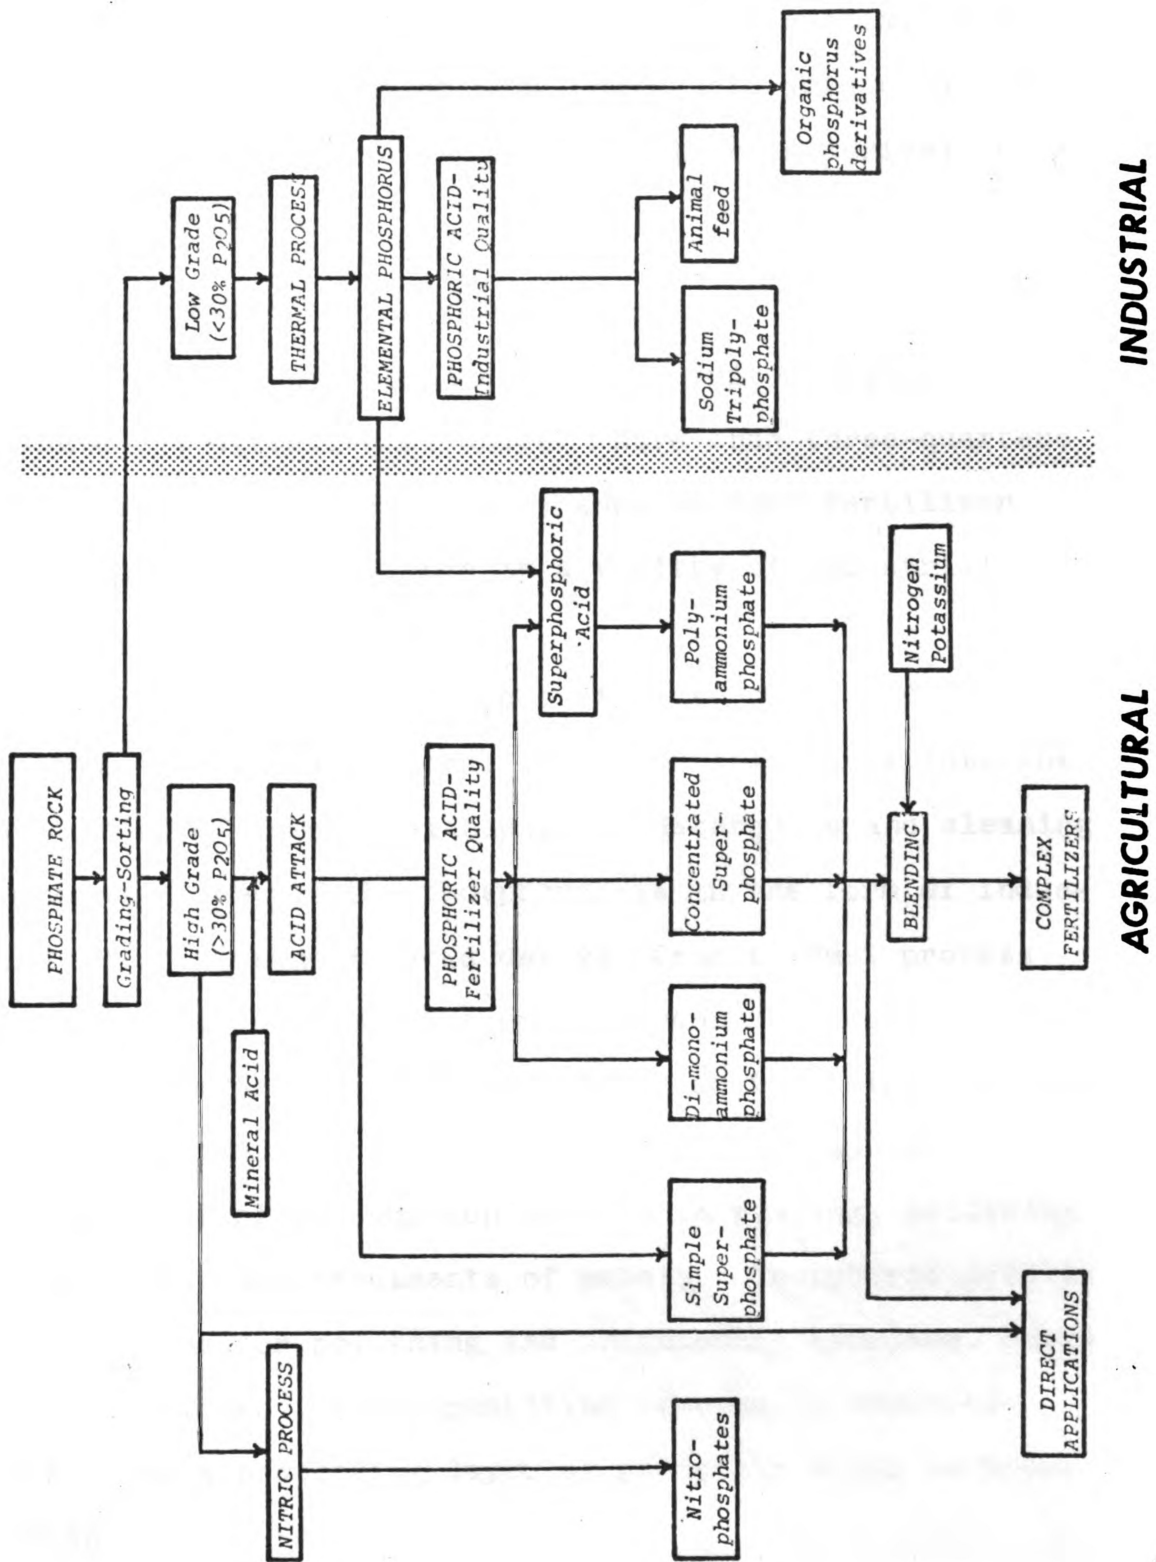 PHOSPHATE ROCK
Grading-Sorting
High Grade
(>30% P2O5)
Low Grade
(<30% P2O5)
Mineral Acid
NITRIC PROCESS
ACID ATTACK
THERMAL PROCESS
ELEMENTAL PHOSPHORUS
PHOSPHORIC ACID-
Fertilizer Quality
PHOSPHORIC ACID-
Industrial Quality
Superphosphoric
Acid
Nitro-
phosphates
Simple
Super-
phosphate
Di-mono-
ammonium
phosphate
Concentrated
Super-
phosphate
Poly-
ammonium
phosphate
Sodium
Tripoly-
phosphate
Animal
feed
Organic
phosphorus
derivatives
BLENDING
Nitrogen
Potassium
DIRECT
APPLICATIONS
COMPLEX
FERTILIZERS
AGRICULTURAL
INDUSTRIAL